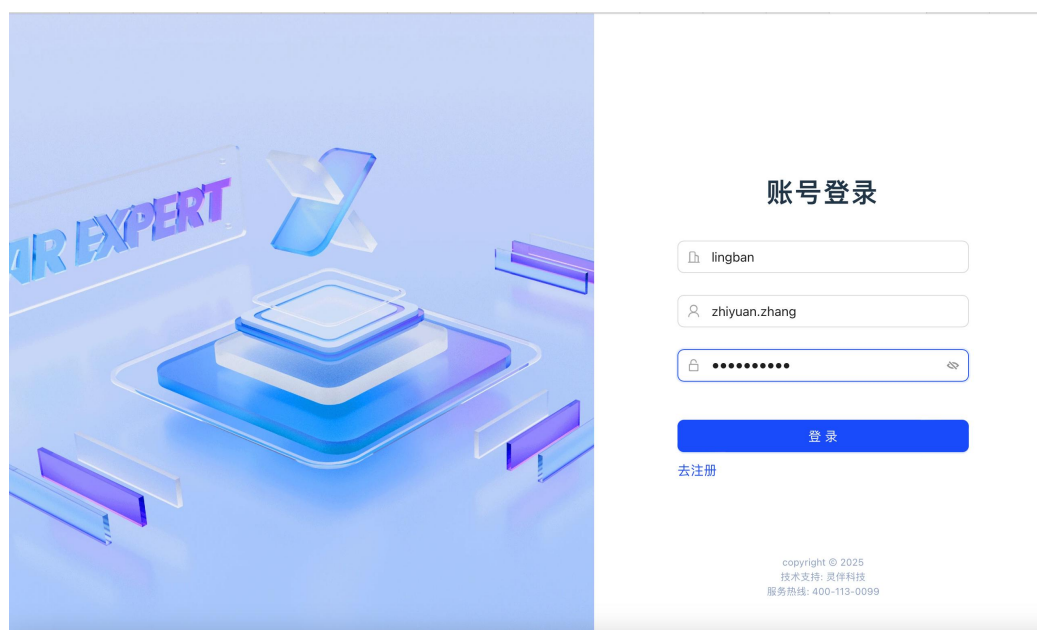 AR EXPERT
账号登录
lingban
zhiyuan.zhang
登 录
去注册
copyright © 2025
技术支持: 灵伴科技
服务热线: 400-113-0099